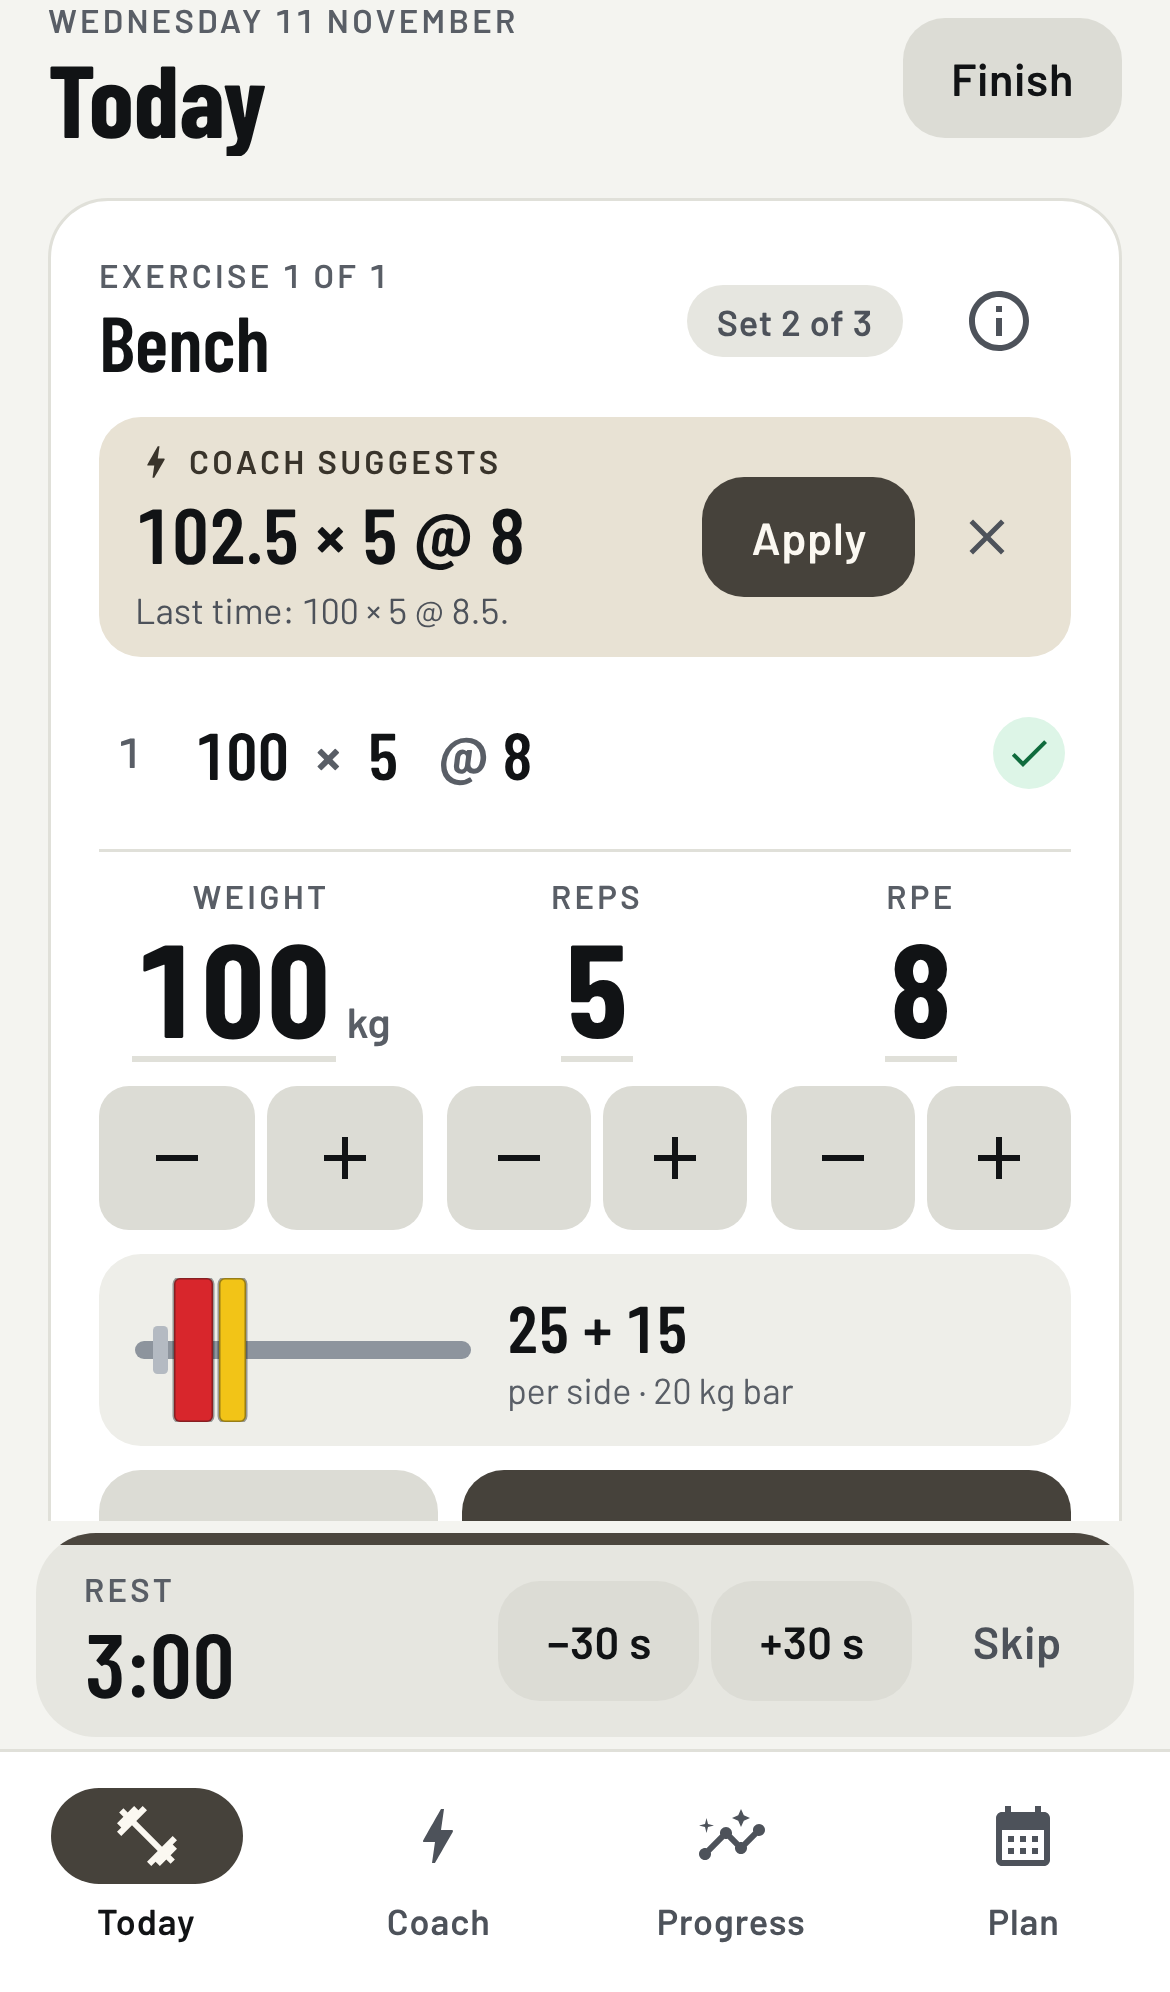 WEDNESDAY 11 NOVEMBER
Today
Finish
EXERCISE 1 OF 1
Bench
Set 2 of 3
COACH SUGGESTS
102.5 × 5 @ 8
Last time: 100 × 5 @ 8.5.
Apply
1 100 × 5 @ 8
WEIGHT REPS RPE
100 kg 5 8
− + − + − +
25 + 15
per side · 20 kg bar
REST
3:00
−30 s +30 s Skip
Today Coach Progress Plan